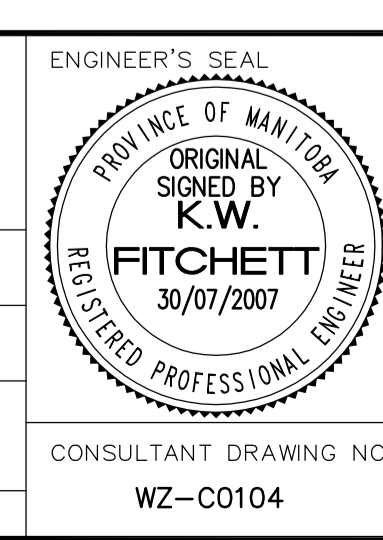 ENGINEER'S SEAL
PROVINCE OF MANITOBA
ORIGINAL
SIGNED BY
K.W.
FITCHETT
30/07/2007
REGISTERED PROFESSIONAL ENGINEER
CONSULTANT DRAWING NO
WZ-C0104